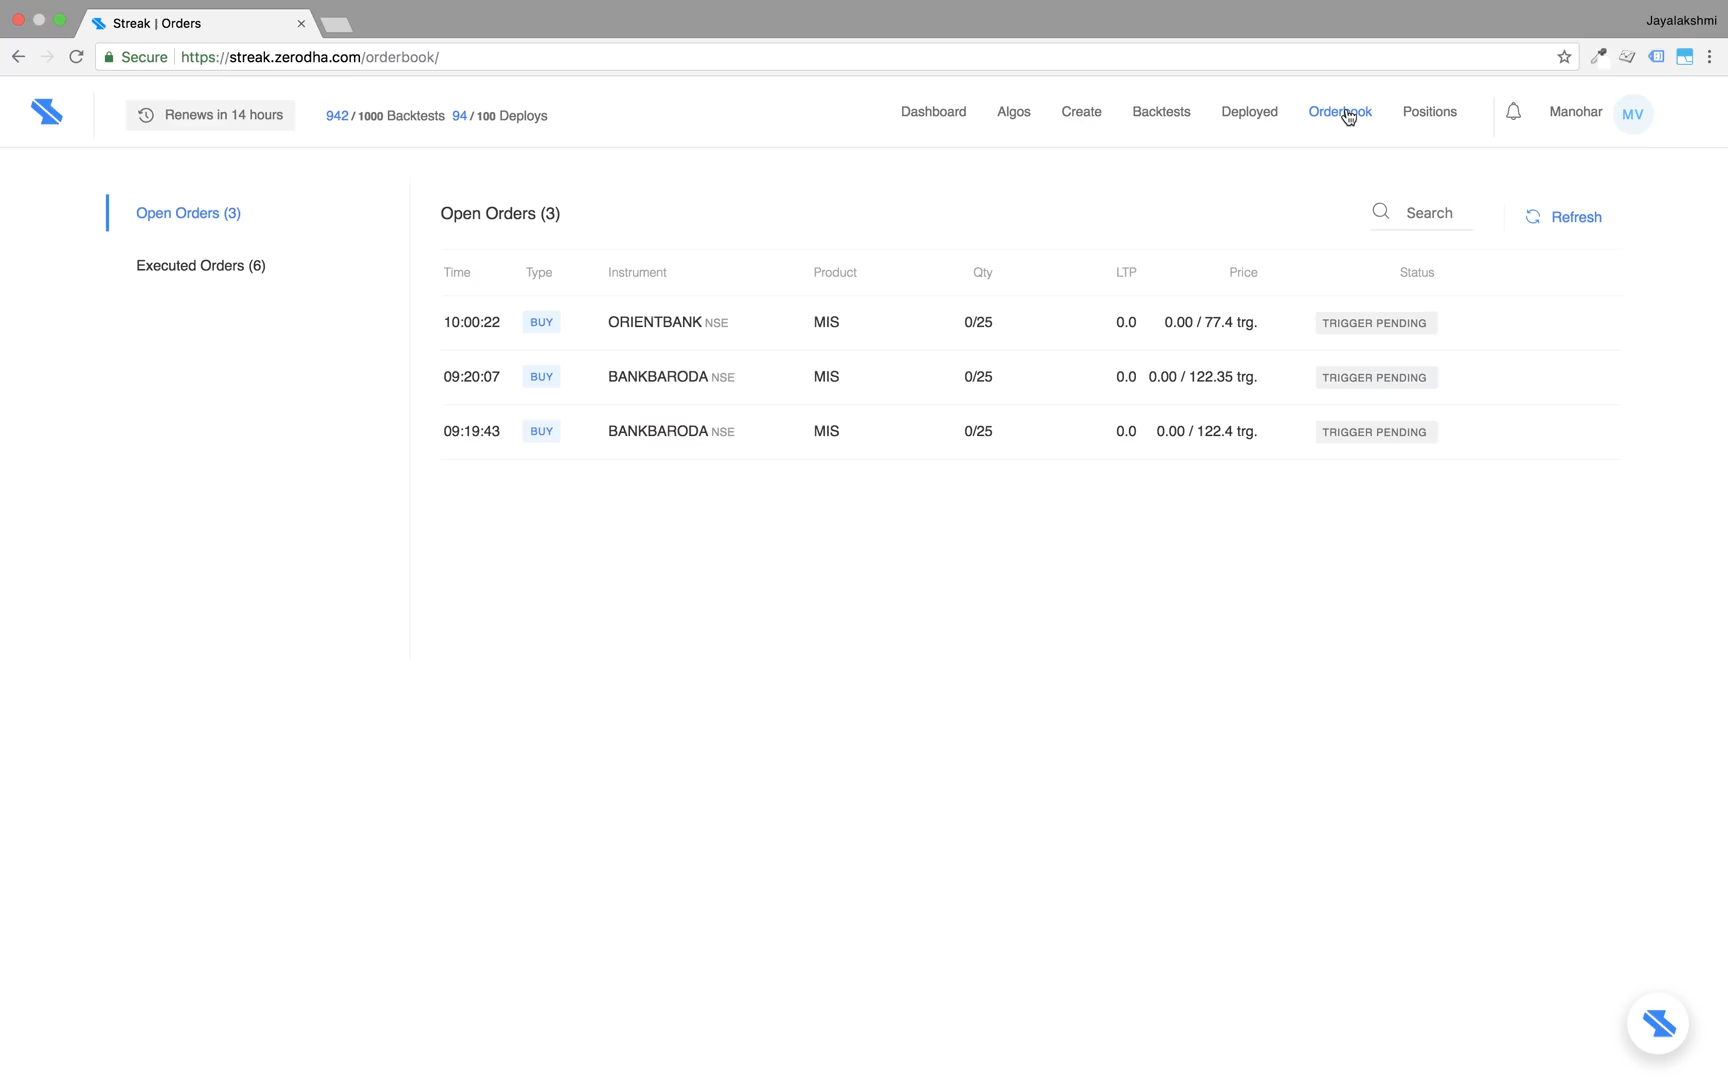 Streak | Orders
Jayalakshmi
Secure https://streak.zerodha.com/orderbook/
Renews in 14 hours 942 / 1000 Backtests 94 / 100 Deploys Dashboard Algos Create Backtests Deployed Orderbook Positions Manohar MV
Open Orders (3)
Executed Orders (6)
Open Orders (3) Search Refresh
Time Type Instrument Product Qty LTP Price Status
10:00:22 BUY ORIENTBANK NSE MIS 0/25 0.0 0.00 / 77.4 trg. TRIGGER PENDING
09:20:07 BUY BANKBARODA NSE MIS 0/25 0.0 0.00 / 122.35 trg. TRIGGER PENDING
09:19:43 BUY BANKBARODA NSE MIS 0/25 0.0 0.00 / 122.4 trg. TRIGGER PENDING